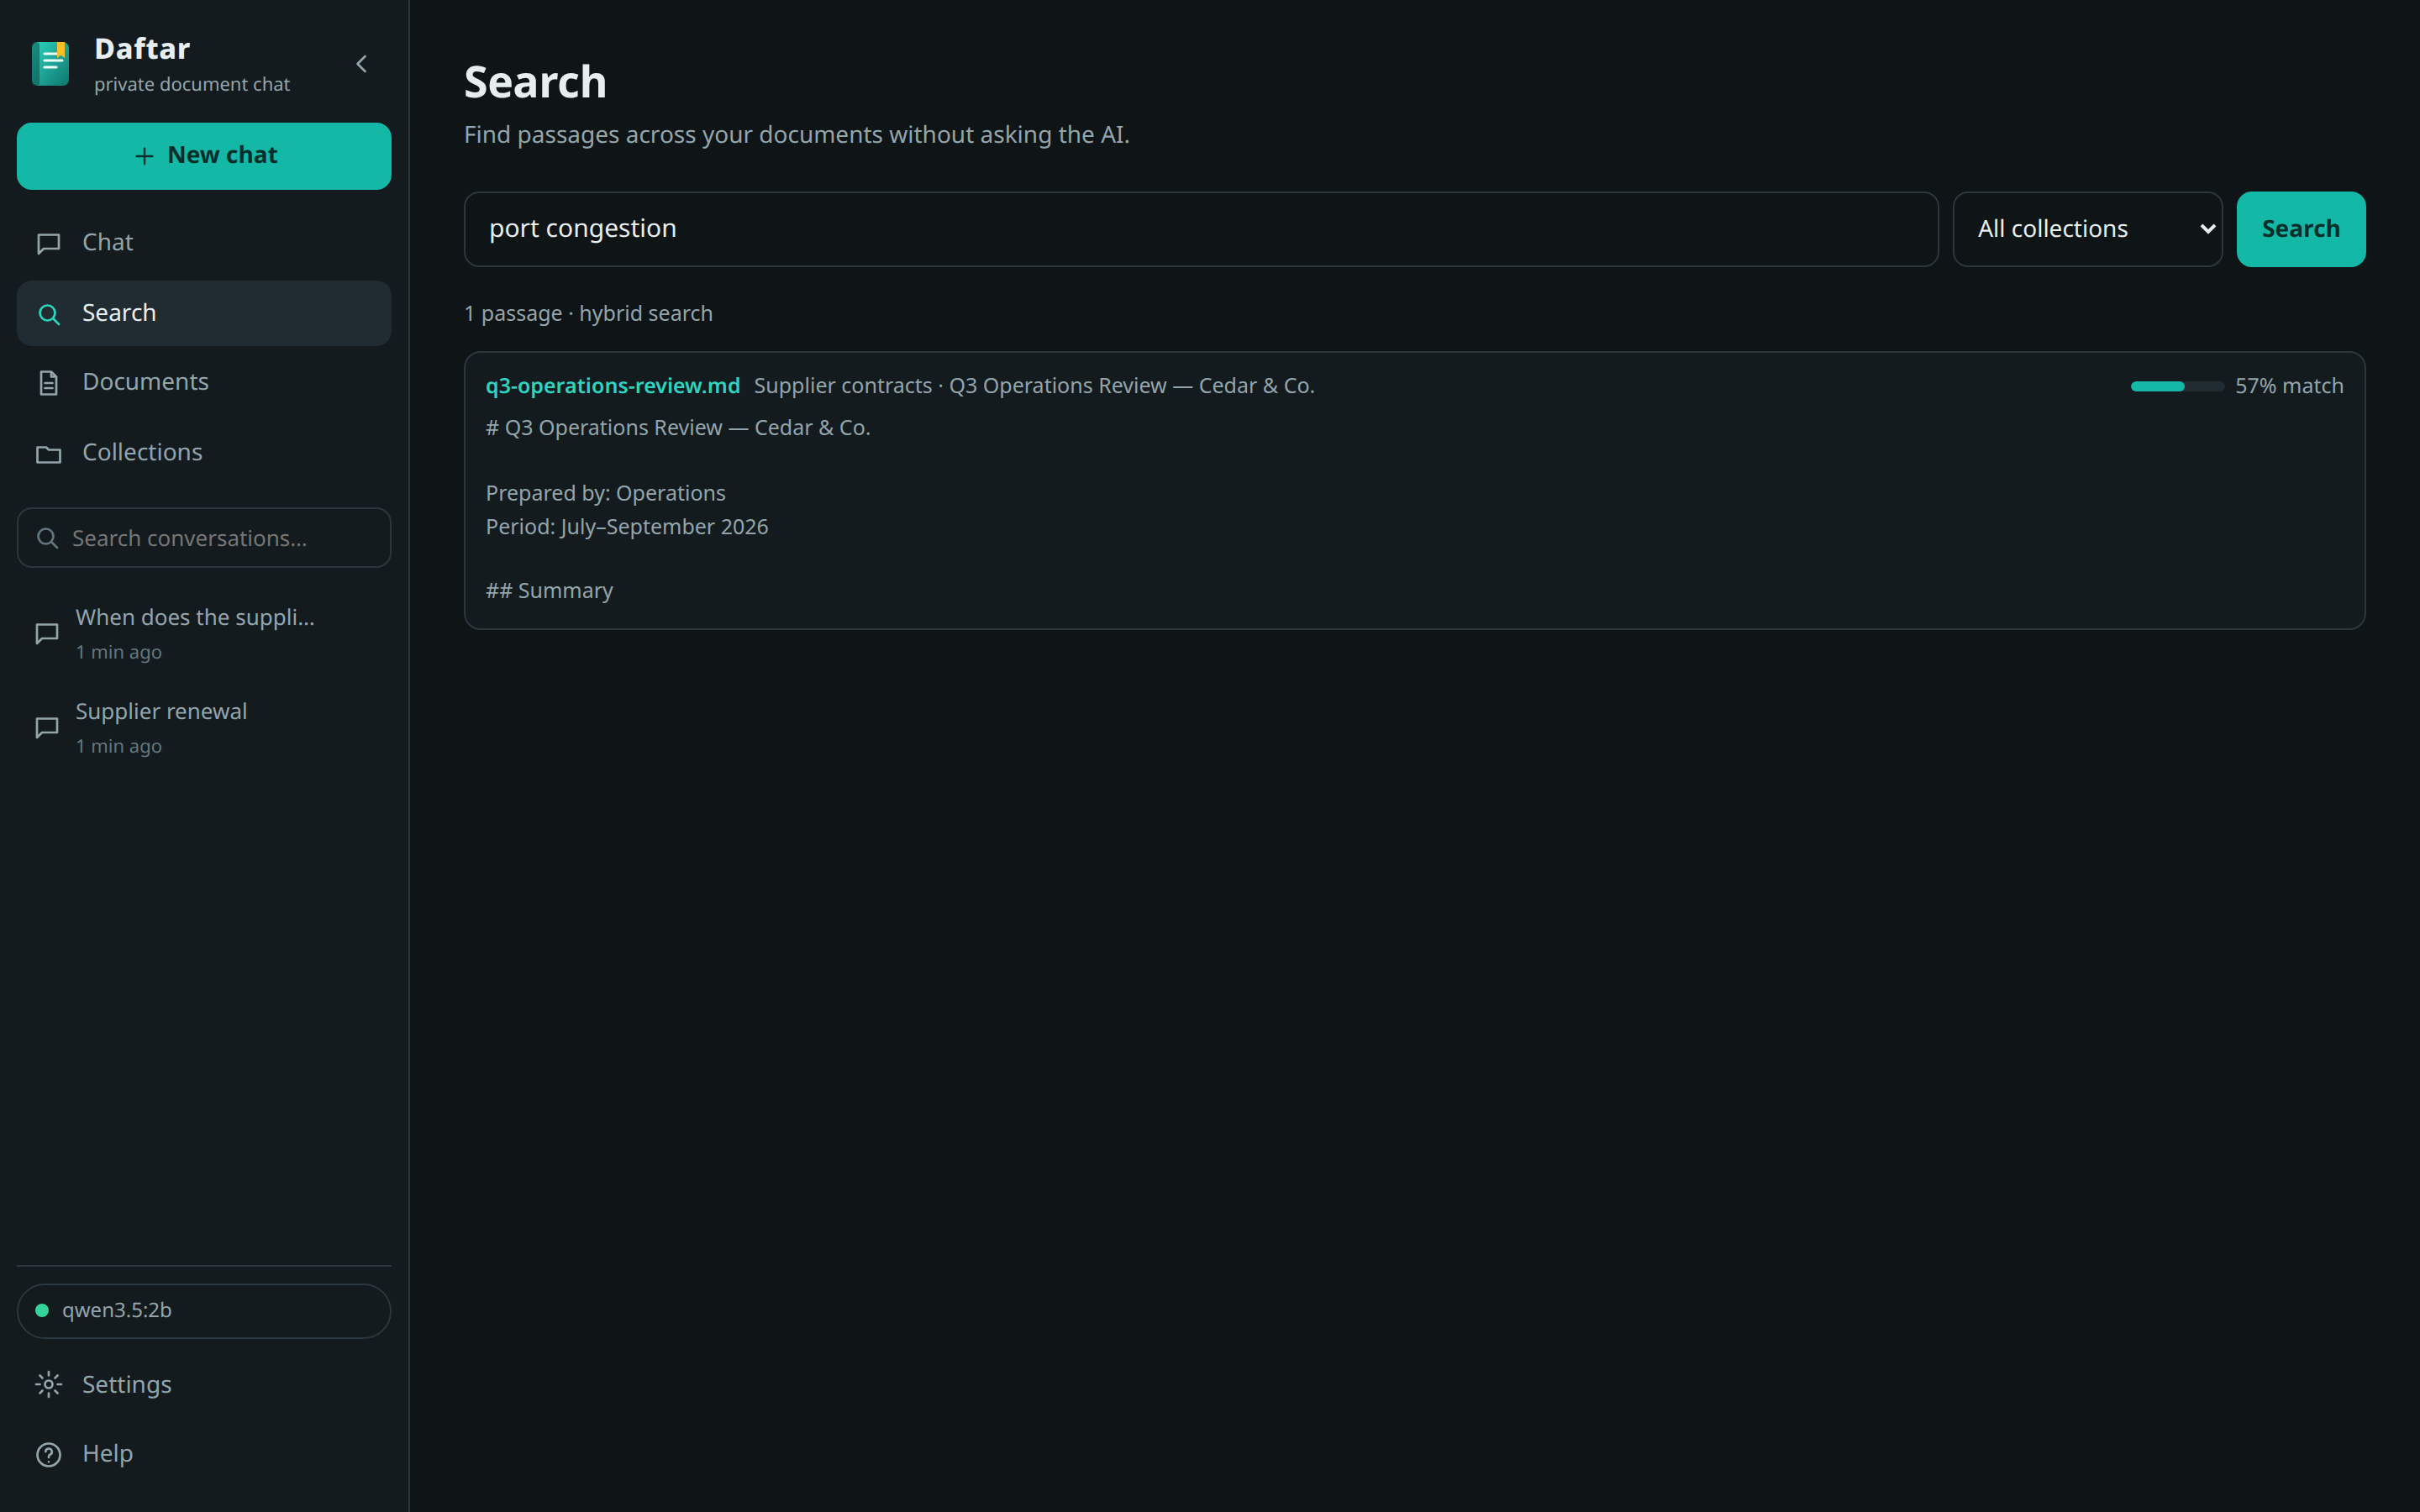 Daftar
private document chat
New chat
Chat
Search
Documents
Collections
Search conversations...
When does the suppli...
1 min ago
Supplier renewal
1 min ago
qwen3.5:2b
Settings
Help
Search
Find passages across your documents without asking the AI.
port congestion
All collections
Search
1 passage · hybrid search
q3-operations-review.md Supplier contracts · Q3 Operations Review — Cedar & Co.
57% match
# Q3 Operations Review — Cedar & Co.
Prepared by: Operations
Period: July–September 2026
## Summary